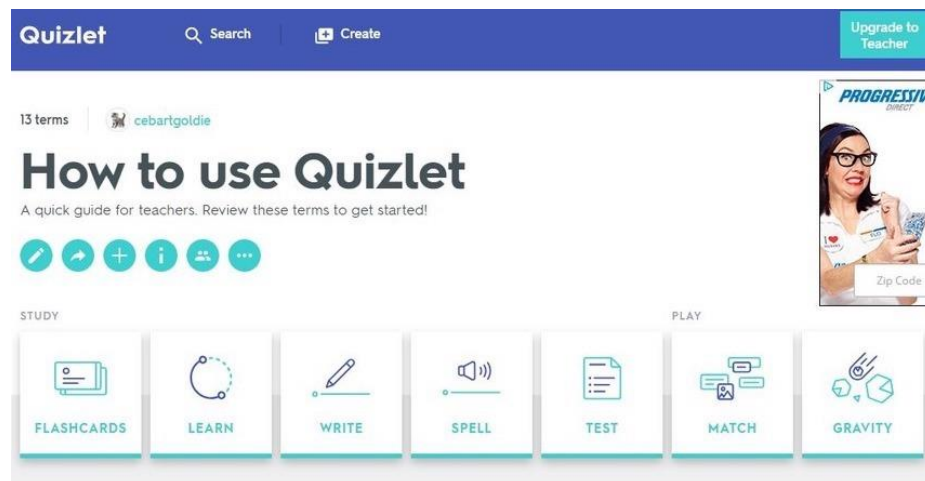 Quizlet
Search
Create
Upgrade to
Teacher
13 terms
cebartgoldie
How to use Quizlet
A quick guide for teachers. Review these terms to get started!
PROGRESSIV
DIRECT
Zip Code
STUDY
PLAY
FLASHCARDS
LEARN
WRITE
SPELL
TEST
MATCH
GRAVITY